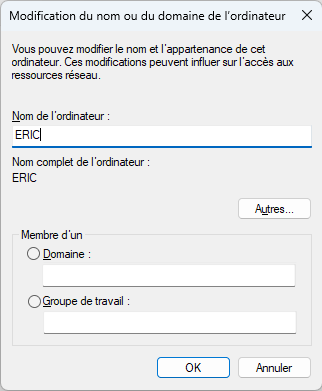 Modification du nom ou du domaine de l'ordinateur
Vous pouvez modifier le nom et l'appartenance de cet
ordinateur. Ces modifications peuvent influer sur l'accès aux
ressources réseau.
Nom de l'ordinateur :
ERIC
Nom complet de l'ordinateur :
ERIC
Autres...
Membre d'un
Domaine :
Groupe de travail :
OK
Annuler